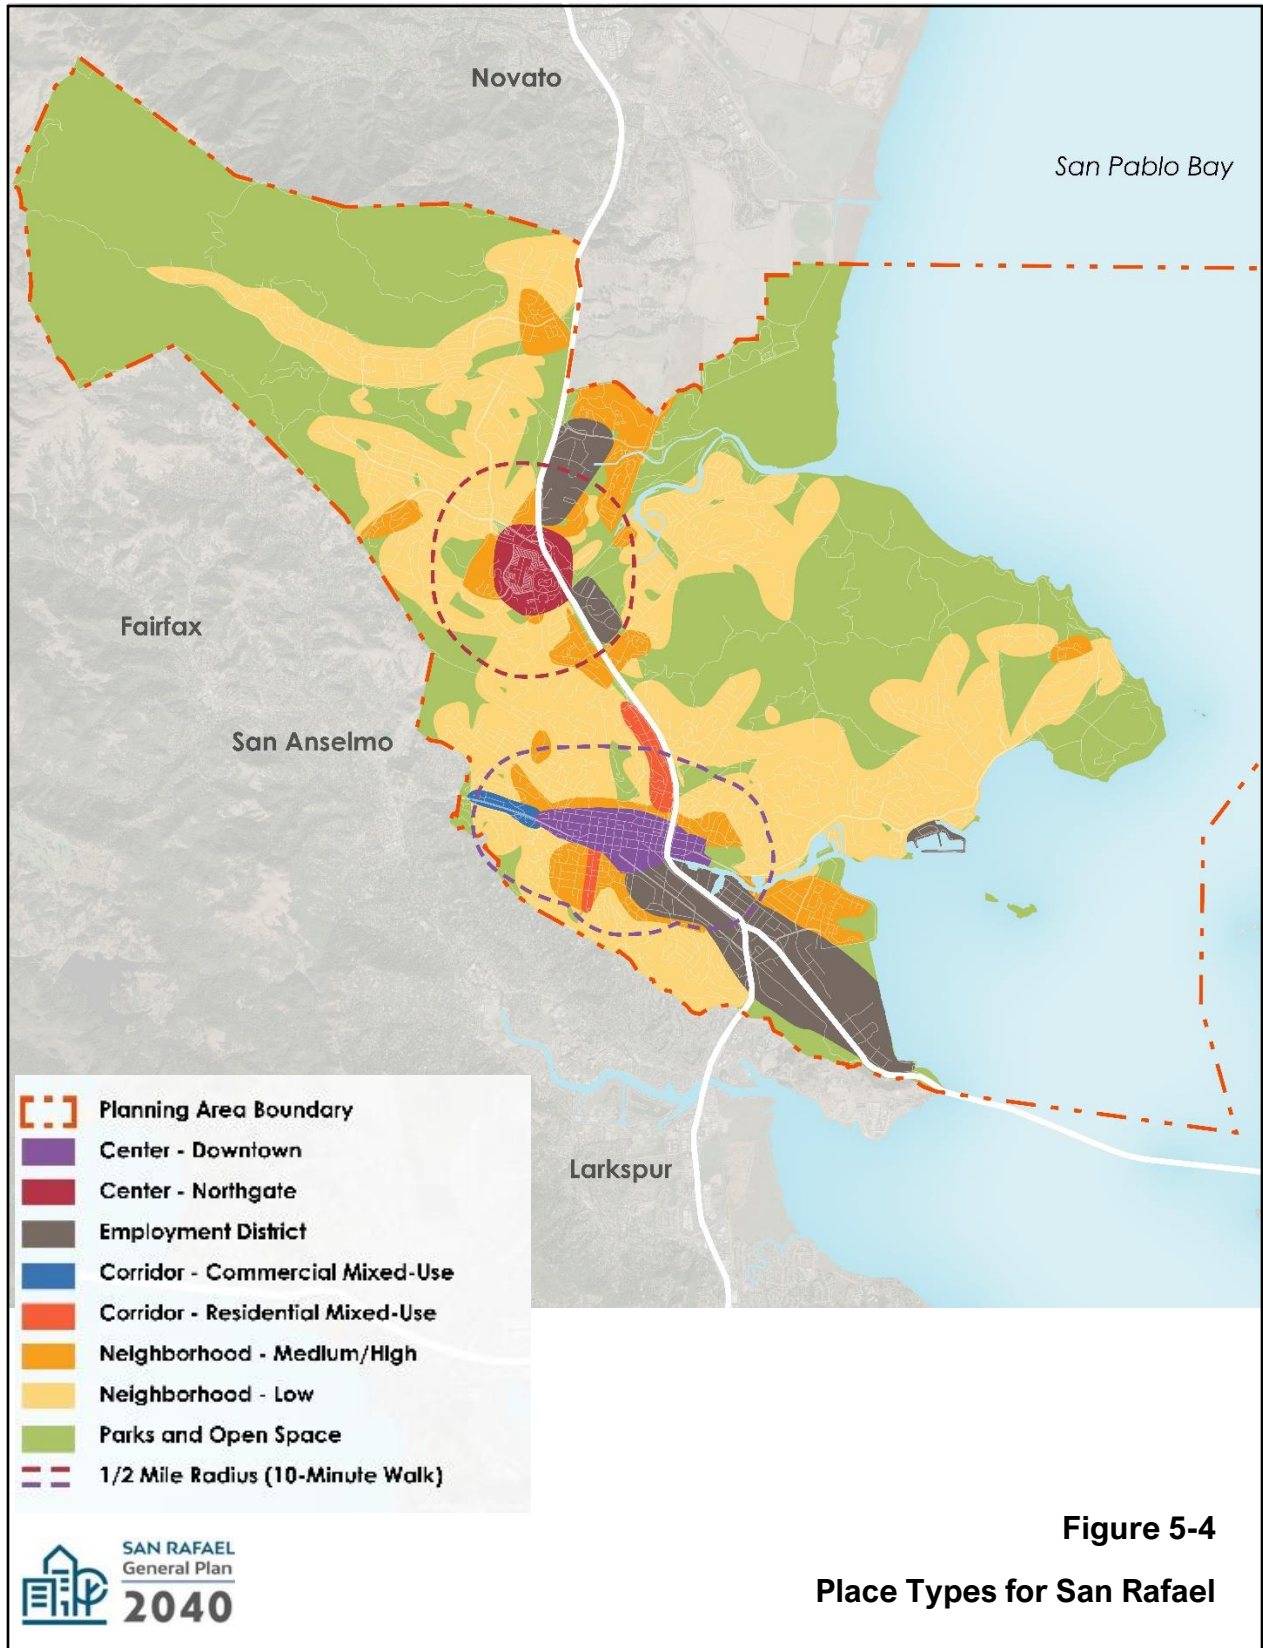 Novato
San Pablo Bay
Fairfax
San Anselmo
Larkspur
Planning Area Boundary
Center - Downtown
Center - Northgate
Employment District
Corridor - Commercial Mixed-Use
Corridor - Residential Mixed-Use
Neighborhood - Medium/High
Neighborhood - Low
Parks and Open Space
1/2 Mile Radius (10-Minute Walk)
SAN RAFAEL
General Plan
2040
Figure 5-4
Place Types for San Rafael